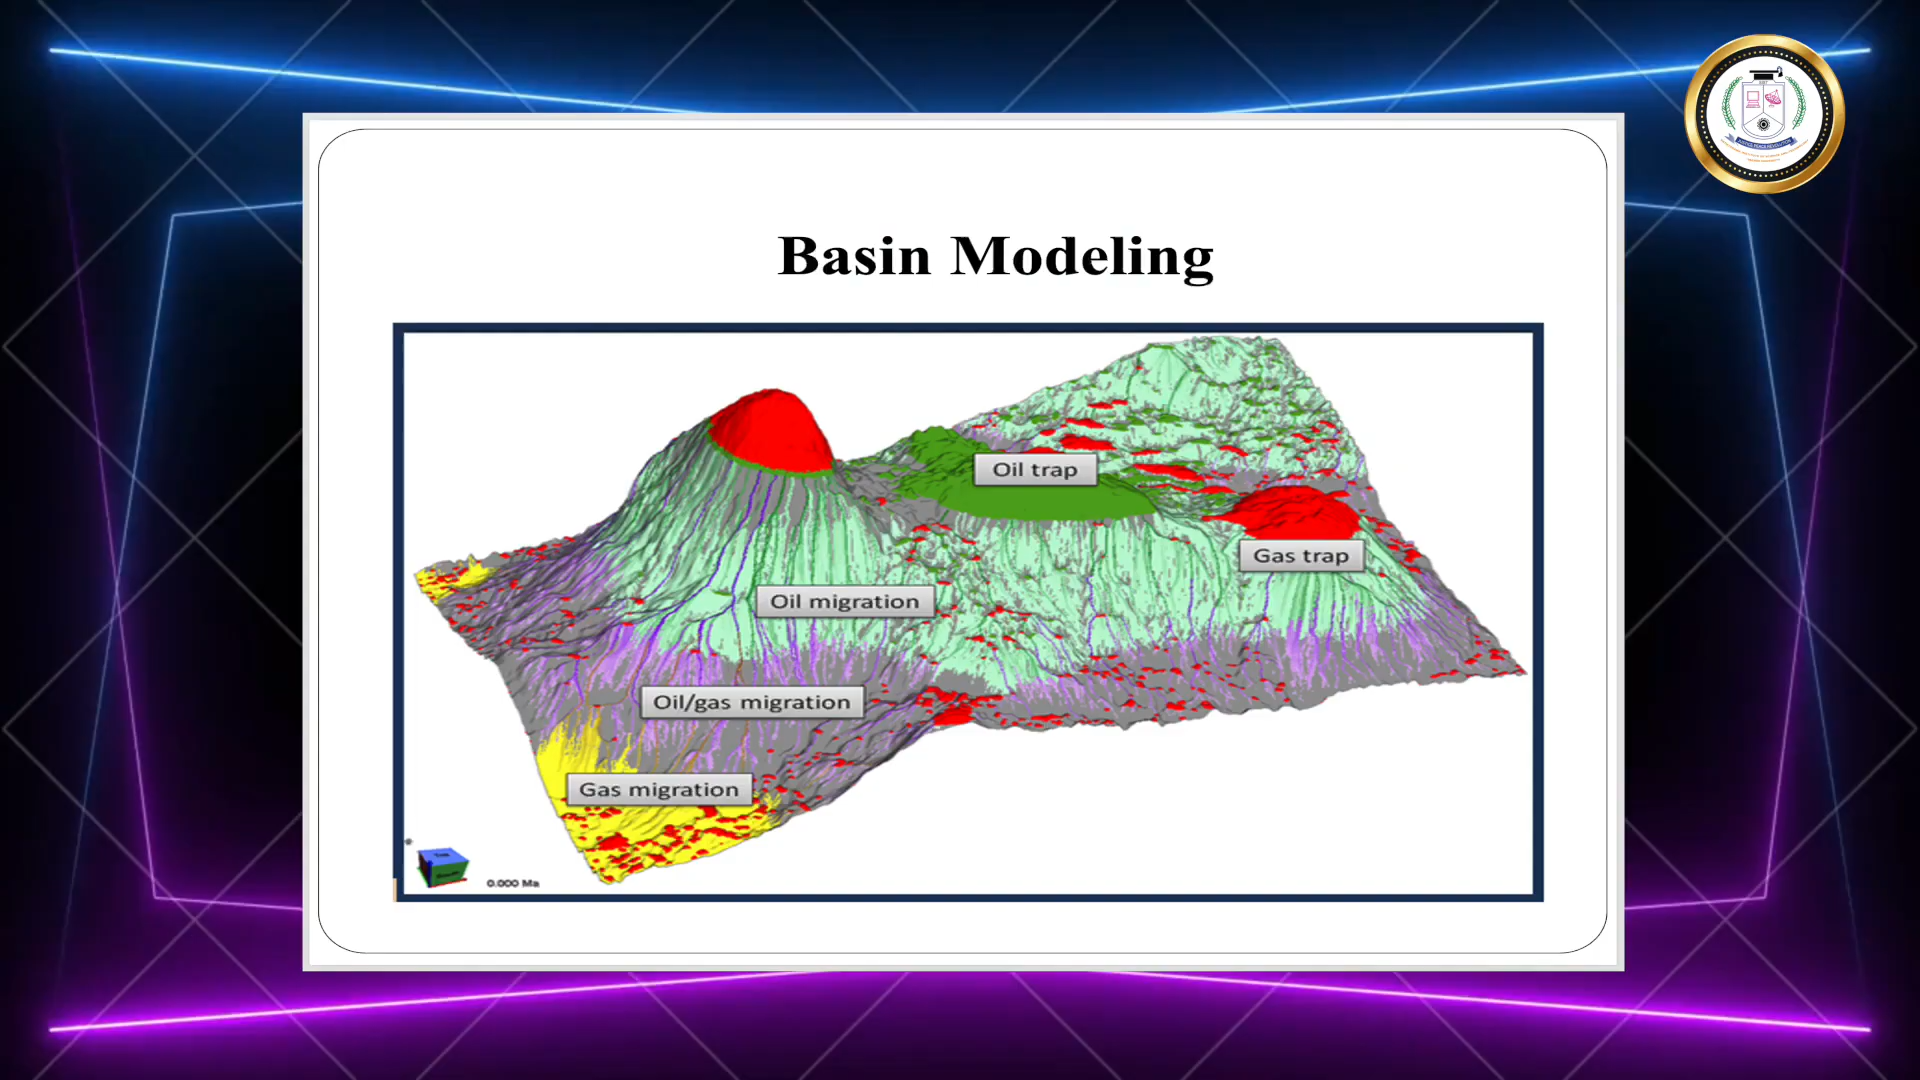 Basin Modeling
Oil trap
Gas trap
Oil migration
Oil/gas migration
Gas migration
0.000 Ma